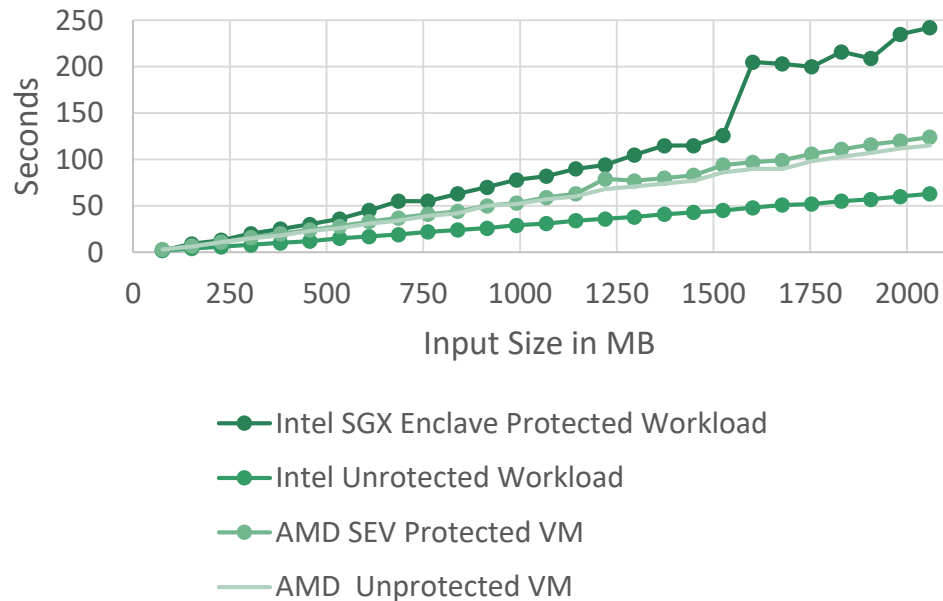 250
200
150
100
50
0
Seconds
0 250 500 750 1000 1250 1500 1750 2000
Input Size in MB
Intel SGX Enclave Protected Workload
Intel Unrotected Workload
AMD SEV Protected VM
AMD Unprotected VM